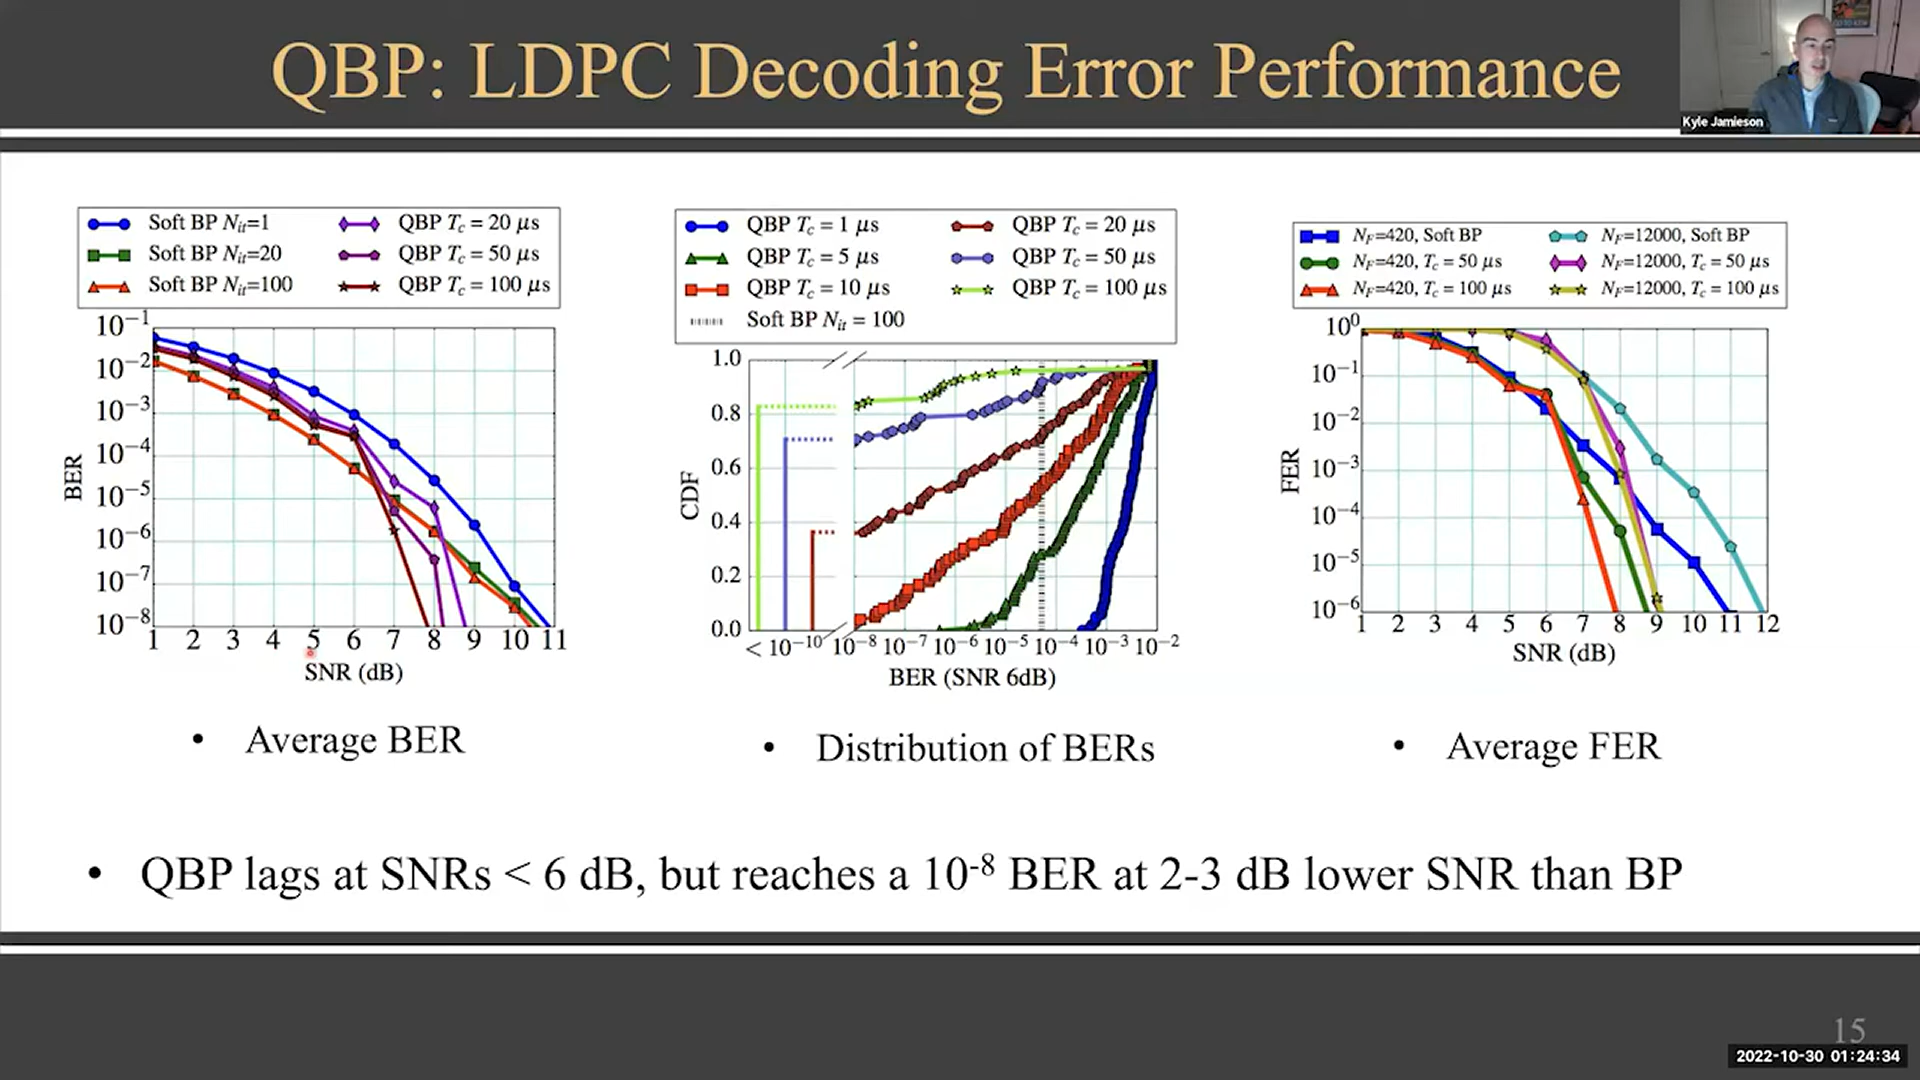 QBP: LDPC Decoding Error Performance
Kyle Jamieson
Soft BP N_it=1
QBP T_c = 20 μs
Soft BP N_it=20
QBP T_c = 50 μs
Soft BP N_it=100
QBP T_c = 100 μs
10^-1
10^-2
10^-3
10^-4
10^-5
10^-6
10^-7
10^-8
BER
1 2 3 4 5 6 7 8 9 10 11
SNR (dB)
• Average BER
QBP T_c = 1 μs
QBP T_c = 20 μs
QBP T_c = 5 μs
QBP T_c = 50 μs
QBP T_c = 10 μs
QBP T_c = 100 μs
Soft BP N_it = 100
1.0
0.8
0.6
0.4
0.2
0.0
CDF
< 10^-10 10^-8 10^-7 10^-6 10^-5 10^-4 10^-3 10^-2
BER (SNR 6dB)
• Distribution of BERs
N_F=420, Soft BP
N_F=12000, Soft BP
N_F=420, T_c = 50 μs
N_F=12000, T_c = 50 μs
N_F=420, T_c = 100 μs
N_F=12000, T_c = 100 μs
10^0
10^-1
10^-2
10^-3
10^-4
10^-5
10^-6
FER
1 2 3 4 5 6 7 8 9 10 11 12
SNR (dB)
• Average FER
• QBP lags at SNRs < 6 dB, but reaches a 10^-8 BER at 2-3 dB lower SNR than BP
15
2022-10-30 01:24:34